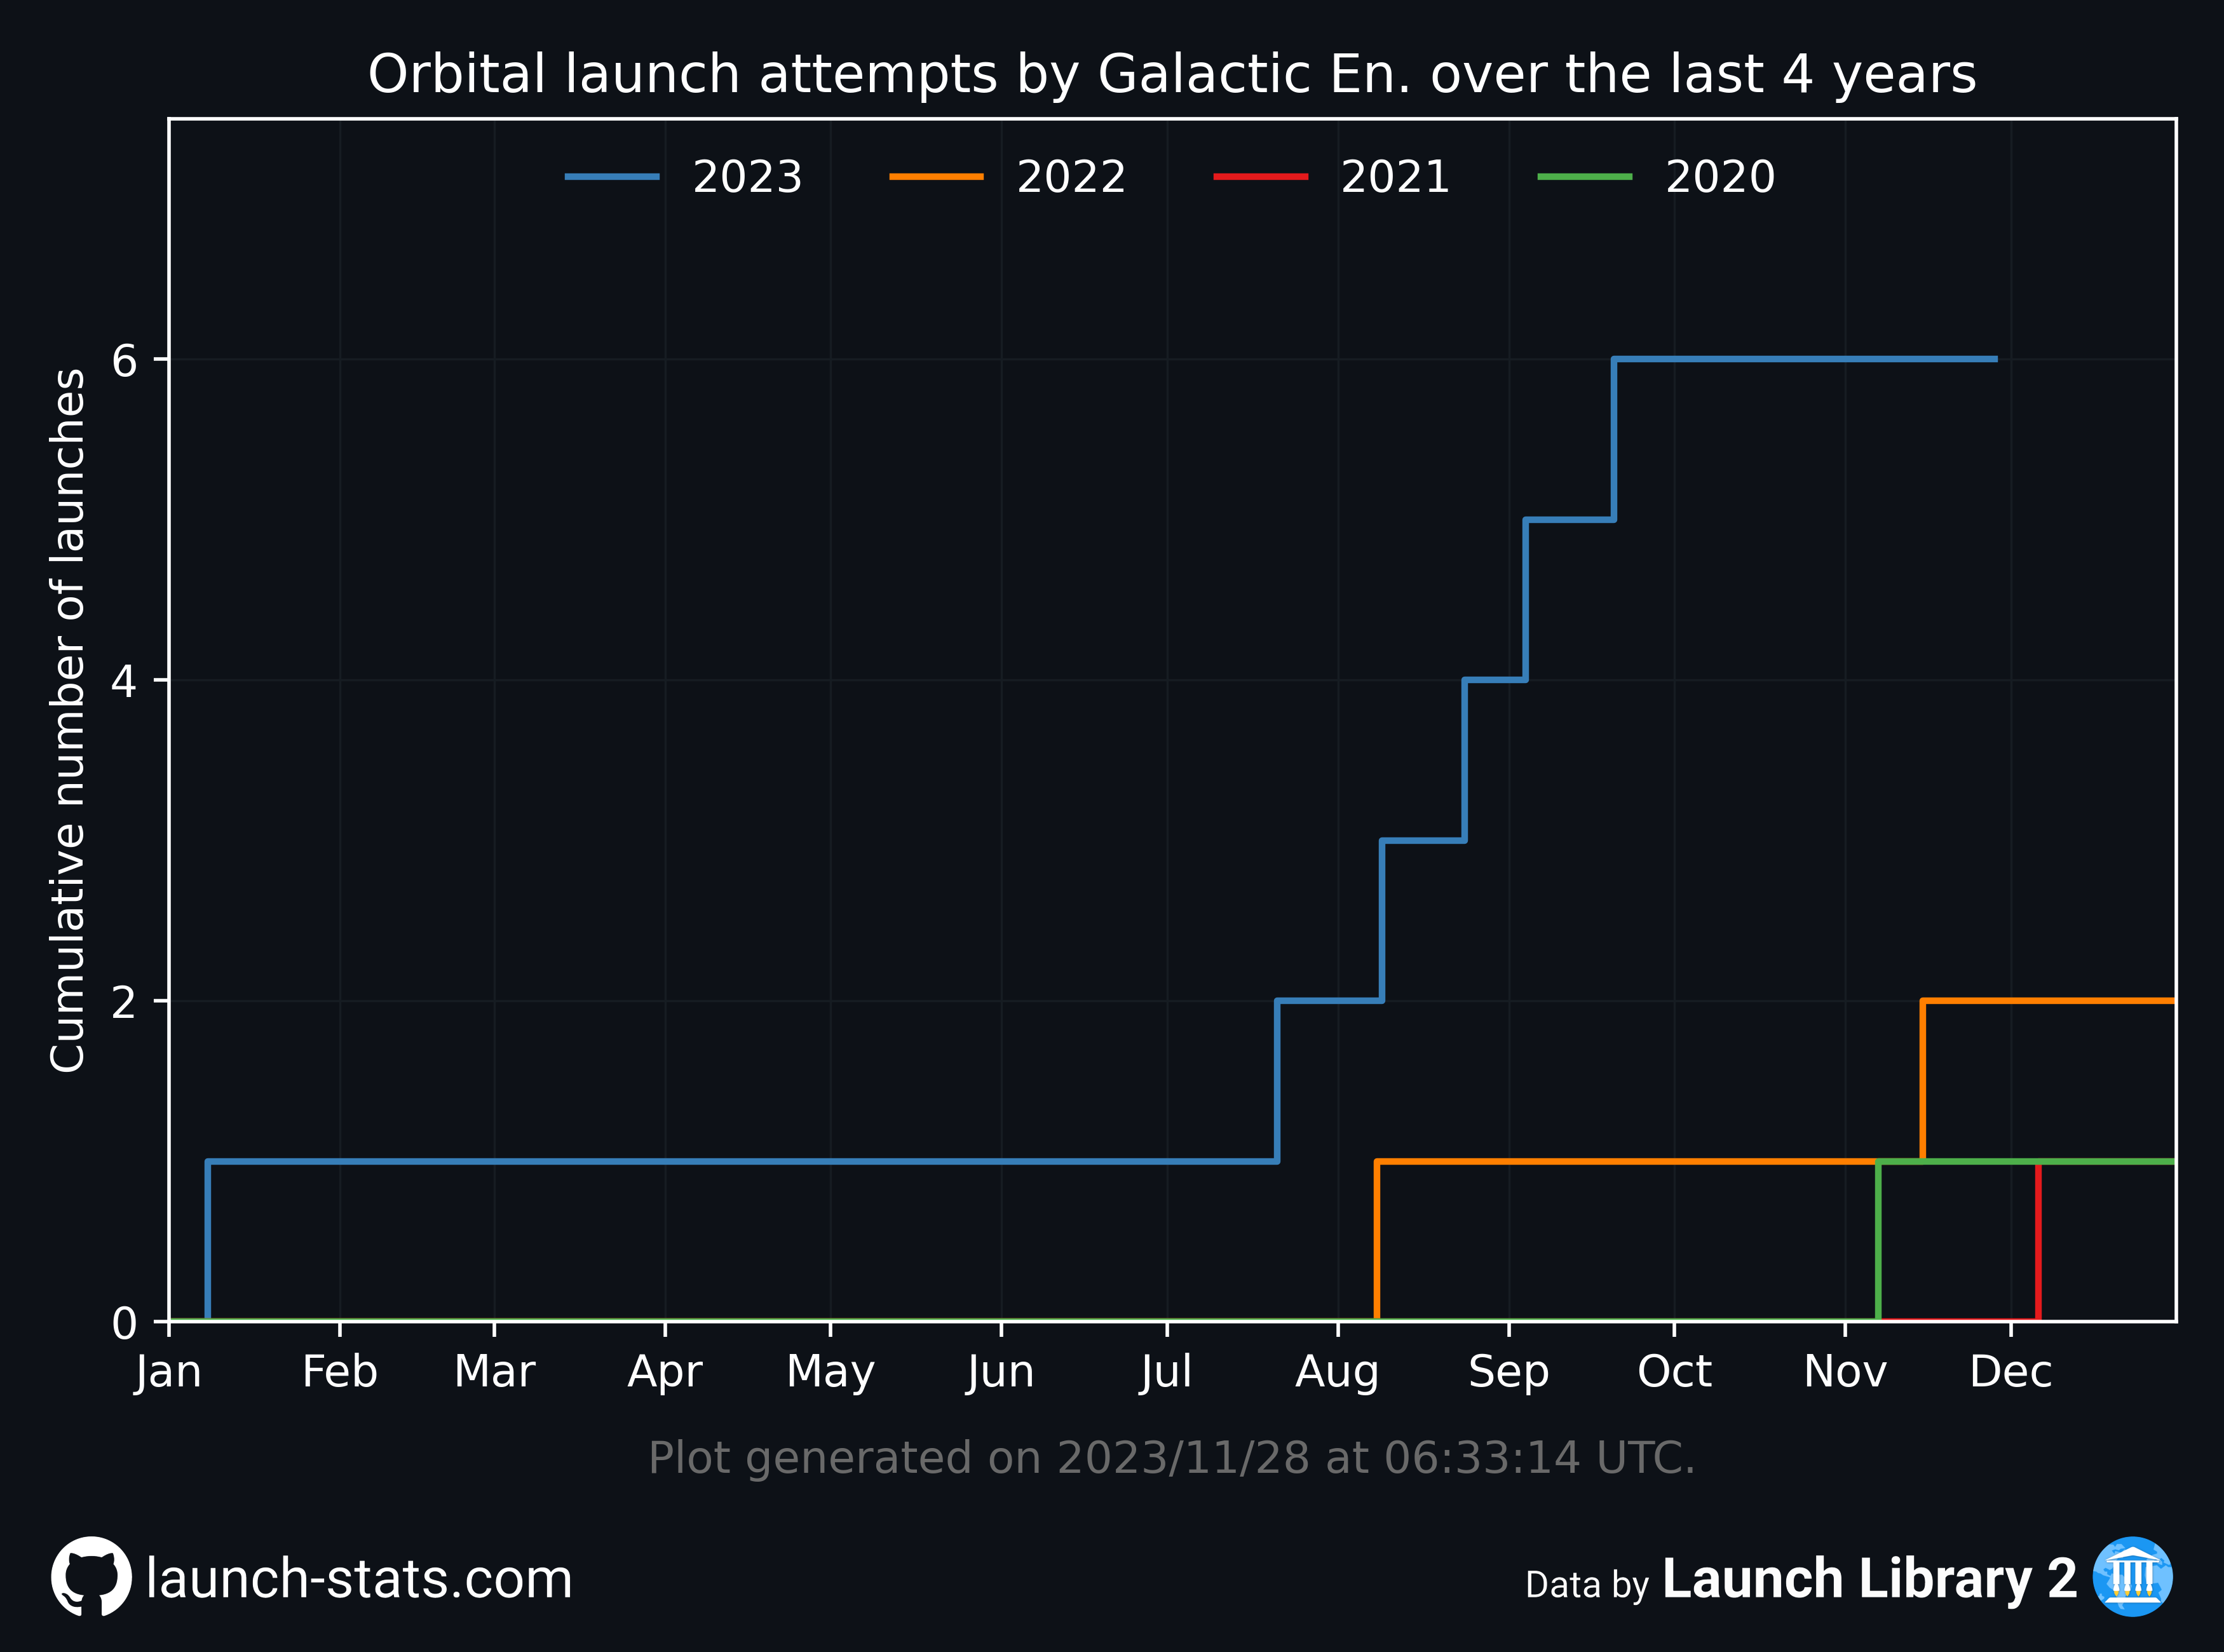 Orbital launch attempts by Galactic En. over the last 4 years
2023 2022 2021 2020
Cumulative number of launches
6
4
2
0
Jan Feb Mar Apr May Jun Jul Aug Sep Oct Nov Dec
Plot generated on 2023/11/28 at 06:33:14 UTC.
launch-stats.com
Data by Launch Library 2